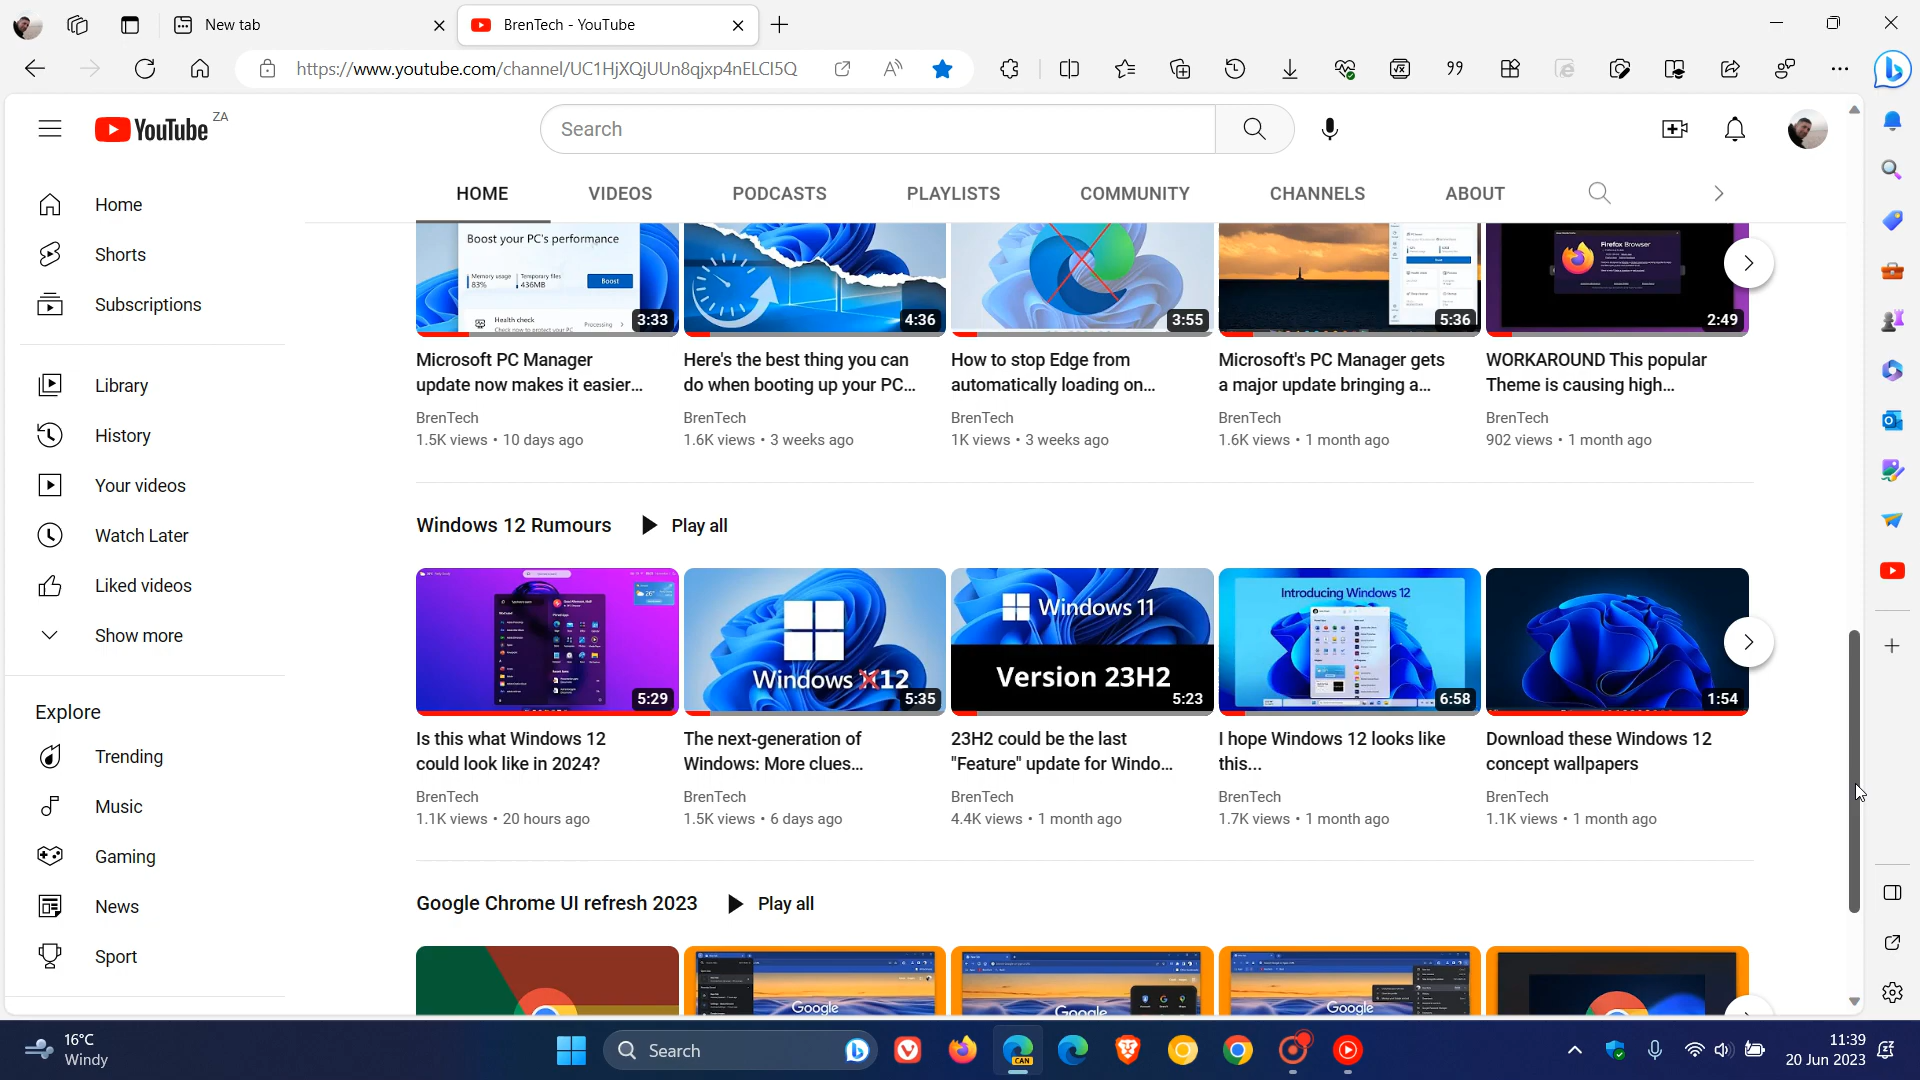 New tab
BrenTech - YouTube
https://www.youtube.com/channel/UC1HjXQjUUn8qjxp4nELCI5Q
YouTube ZA
Search
HOME VIDEOS PODCASTS PLAYLISTS COMMUNITY CHANNELS ABOUT
Home
Shorts
Subscriptions
Library
History
Your videos
Watch Later
Liked videos
Show more
Explore
Trending
Music
Gaming
News
Sport
Boost your PC's performance
Memory usage Temporary files
83% 436MB
Boost
Health check
Processing
3:33
4:36
3:55
5:36
Firefox Browser
2:49
Microsoft PC Manager
update now makes it easier...
BrenTech
1.5K views • 10 days ago
Here's the best thing you can
do when booting up your PC...
BrenTech
1.6K views • 3 weeks ago
How to stop Edge from
automatically loading on...
BrenTech
1K views • 3 weeks ago
Microsoft's PC Manager gets
a major update bringing a...
BrenTech
1.6K views • 1 month ago
WORKAROUND This popular
Theme is causing high...
BrenTech
902 views • 1 month ago
Windows 12 Rumours Play all
5:29
Windows X12
5:35
Windows 11
Version 23H2
5:23
Introducing Windows 12
6:58
1:54
Is this what Windows 12
could look like in 2024?
BrenTech
1.1K views • 20 hours ago
The next-generation of
Windows: More clues...
BrenTech
1.5K views • 6 days ago
23H2 could be the last
"Feature" update for Windo...
BrenTech
4.4K views • 1 month ago
I hope Windows 12 looks like
this...
BrenTech
1.7K views • 1 month ago
Download these Windows 12
concept wallpapers
BrenTech
1.1K views • 1 month ago
Google Chrome UI refresh 2023 Play all
Google
Google
Google
16°C
Windy
Search
CAN
11:39
20 Jun 2023